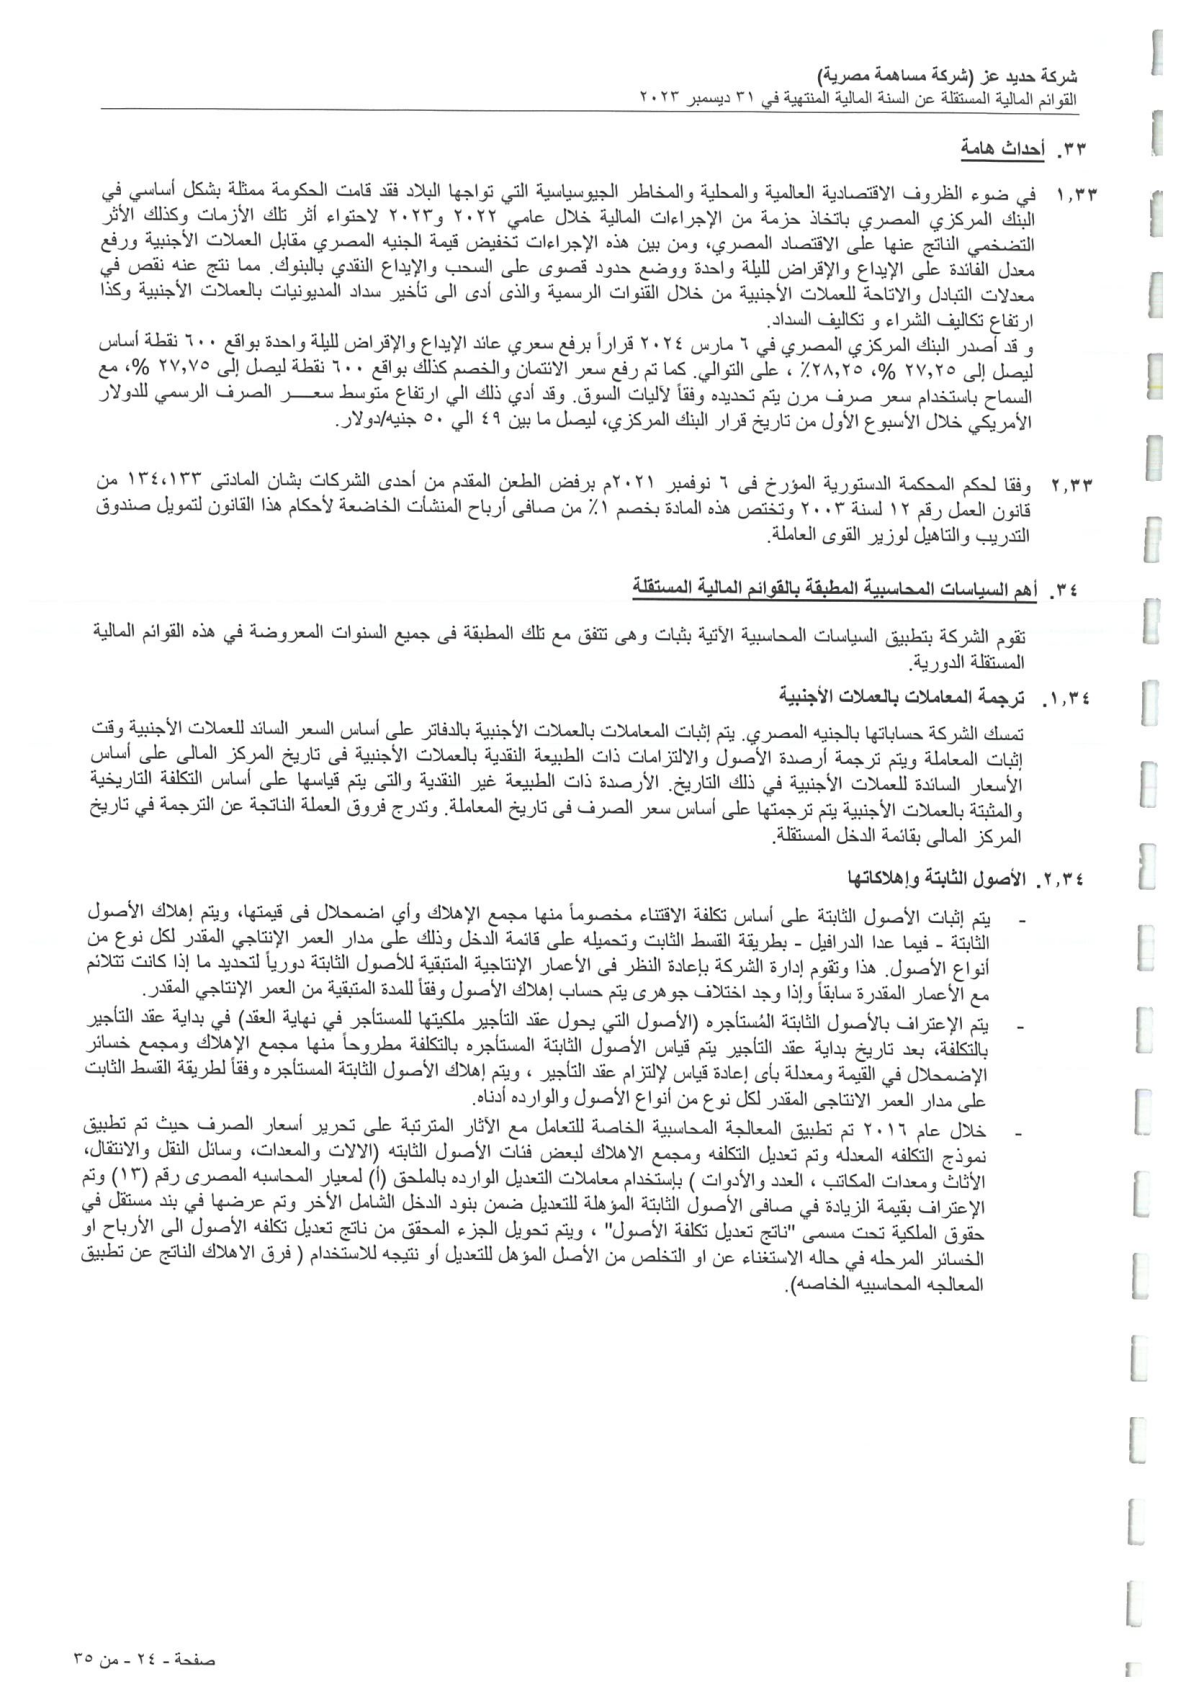 شركة حديد عز (شركة مساهمة مصرية)
القوائم المالية المستقلة عن السنة المالية المنتهية في ٣١ ديسمبر ٢٠٢٣
٣٣. أحداث هامة
١,٣٣ في ضوء الظروف الاقتصادية العالمية والمحلية والمخاطر الجيوسياسية التي تواجها البلاد فقد قامت الحكومة ممثلة بشكل أساسي في
البنك المركزي المصري باتخاذ حزمة من الإجراءات المالية خلال عامي ٢٠٢٢ و٢٠٢٣ لاحتواء أثر تلك الأزمات وكذلك الأثر
التضخمي الناتج عنها على الاقتصاد المصري، ومن بين هذه الإجراءات تخفيض قيمة الجنيه المصري مقابل العملات الأجنبية ورفع
معدل الفائدة على الإيداع والإقراض لليلة واحدة ووضع حدود قصوى على السحب والإيداع النقدي بالبنوك. مما نتج عنه نقص في
معدلات التبادل والاتاحة للعملات الأجنبية من خلال القنوات الرسمية والذى أدى الى تأخير سداد المديونيات بالعملات الأجنبية وكذا
ارتفاع تكاليف الشراء و تكاليف السداد.
و قد أصدر البنك المركزي المصري في ٦ مارس ٢٠٢٤ قراراً برفع سعري عائد الإيداع والإقراض لليلة واحدة بواقع ٦٠٠ نقطة أساس
ليصل إلى ٢٧,٢٥ %، ٢٨,٢٥٪ ، على التوالي. كما تم رفع سعر الائتمان والخصم كذلك بواقع ٦٠٠ نقطة ليصل إلى ٢٧,٧٥ %، مع
السماح باستخدام سعر صرف مرن يتم تحديده وفقاً لآليات السوق. وقد أدي ذلك الي ارتفاع متوسط سعـــر الصرف الرسمي للدولار
الأمريكي خلال الأسبوع الأول من تاريخ قرار البنك المركزي، ليصل ما بين ٤٩ الي ٥٠ جنيه/دولار.
٢,٣٣ وفقا لحكم المحكمة الدستورية المؤرخ فى ٦ نوفمبر ٢٠٢١م برفض الطعن المقدم من أحدى الشركات بشان المادتى ١٣٤،١٣٣ من
قانون العمل رقم ١٢ لسنة ٢٠٠٣ وتختص هذه المادة بخصم ١٪ من صافى أرباح المنشأت الخاضعة لأحكام هذا القانون لتمويل صندوق
التدريب والتاهيل لوزير القوى العاملة.
٣٤. أهم السياسات المحاسبية المطبقة بالقوائم المالية المستقلة
تقوم الشركة بتطبيق السياسات المحاسبية الآتية بثبات وهى تتفق مع تلك المطبقة فى جميع السنوات المعروضة في هذه القوائم المالية
المستقلة الدورية.
١,٣٤. ترجمة المعاملات بالعملات الأجنبية
تمسك الشركة حساباتها بالجنيه المصري. يتم إثبات المعاملات بالعملات الأجنبية بالدفاتر على أساس السعر السائد للعملات الأجنبية وقت
إثبات المعاملة ويتم ترجمة أرصدة الأصول والالتزامات ذات الطبيعة النقدية بالعملات الأجنبية فى تاريخ المركز المالى على أساس
الأسعار السائدة للعملات الأجنبية في ذلك التاريخ. الأرصدة ذات الطبيعة غير النقدية والتى يتم قياسها على أساس التكلفة التاريخية
والمثبتة بالعملات الأجنبية يتم ترجمتها على أساس سعر الصرف فى تاريخ المعاملة. وتدرج فروق العملة الناتجة عن الترجمة في تاريخ
المركز المالى بقائمة الدخل المستقلة.
٢,٣٤. الأصول الثابتة وإهلاكاتها
- يتم إثبات الأصول الثابتة على أساس تكلفة الاقتناء مخصوماً منها مجمع الإهلاك وأي اضمحلال فى قيمتها، ويتم إهلاك الأصول
الثابتة - فيما عدا الدرافيل - بطريقة القسط الثابت وتحميله على قائمة الدخل وذلك على مدار العمر الإنتاجي المقدر لكل نوع من
أنواع الأصول. هذا وتقوم إدارة الشركة بإعادة النظر فى الأعمار الإنتاجية المتبقية للأصول الثابتة دورياً لتحديد ما إذا كانت تتلائم
مع الأعمار المقدرة سابقاً وإذا وجد اختلاف جوهرى يتم حساب إهلاك الأصول وفقاً للمدة المتبقية من العمر الإنتاجي المقدر.
- يتم الإعتراف بالأصول الثابتة المُستأجره (الأصول التي يحول عقد التأجير ملكيتها للمستأجر في نهاية العقد) في بداية عقد التأجير
بالتكلفة، بعد تاريخ بداية عقد التأجير يتم قياس الأصول الثابتة المستأجره بالتكلفة مطروحاً منها مجمع الإهلاك ومجمع خسائر
الإضمحلال في القيمة ومعدلة بأى إعادة قياس لإلتزام عقد التأجير ، ويتم إهلاك الأصول الثابتة المستأجره وفقاً لطريقة القسط الثابت
على مدار العمر الانتاجى المقدر لكل نوع من أنواع الأصول والوارده أدناه.
- خلال عام ٢٠١٦ تم تطبيق المعالجة المحاسبية الخاصة للتعامل مع الآثار المترتبة على تحرير أسعار الصرف حيث تم تطبيق
نموذج التكلفه المعدله وتم تعديل التكلفه ومجمع الاهلاك لبعض فئات الأصول الثابته (الالات والمعدات، وسائل النقل والانتقال،
الأثاث ومعدات المكاتب ، العدد والأدوات ) بإستخدام معاملات التعديل الوارده بالملحق (أ) لمعيار المحاسبه المصرى رقم (١٣) وتم
الإعتراف بقيمة الزيادة في صافى الأصول الثابتة المؤهلة للتعديل ضمن بنود الدخل الشامل الأخر وتم عرضها في بند مستقل في
حقوق الملكية تحت مسمى "ناتج تعديل تكلفة الأصول" ، ويتم تحويل الجزء المحقق من ناتج تعديل تكلفه الأصول الى الأرباح او
الخسائر المرحله في حاله الاستغناء عن او التخلص من الأصل المؤهل للتعديل أو نتيجه للاستخدام ( فرق الاهلاك الناتج عن تطبيق
المعالجه المحاسبيه الخاصه).
صفحة - ٢٤ - من ٣٥